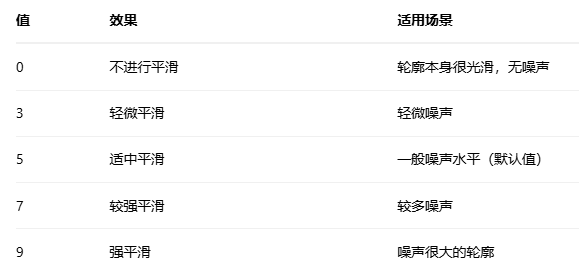 值 效果 适用场景
0 不进行平滑 轮廓本身很光滑，无噪声
3 轻微平滑 轻微噪声
5 适中平滑 一般噪声水平（默认值）
7 较强平滑 较多噪声
9 强平滑 噪声很大的轮廓